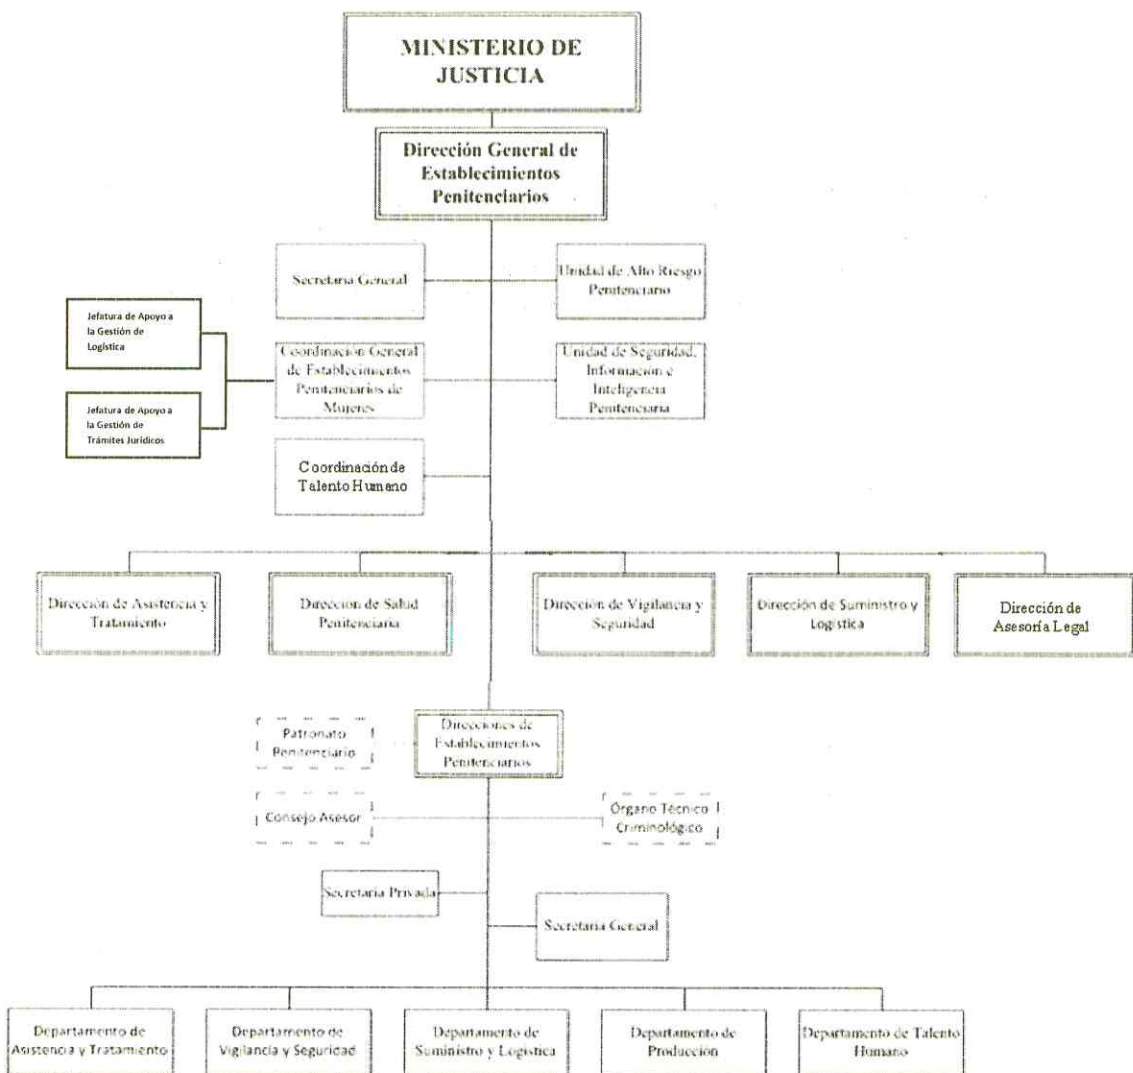 MINISTERIO DE
JUSTICIA
Dirección General de
Establecimientos
Penitenciarios
Secretaria General
Unidad de Alto Riesgo
Penitenciario
Jefatura de Apoyo a
la Gestión de
Logística
Coordinación General
de Establecimientos
Penitenciarios de
Mujeres
Unidad de Seguridad,
Información e
Inteligencia
Penitenciaria
Jefatura de Apoyo a
la Gestión de
Trámites Jurídicos
Coordinación de
Talento Humano
Dirección de Asistencia y
Tratamiento
Dirección de Salud
Penitenciaria
Dirección de Vigilancia y
Seguridad
Dirección de Suministro y
Logística
Dirección de
Asesoría Legal
Patronato
Penitenciario
Direcciones de
Establecimientos
Penitenciarios
Consejo Asesor
Órgano Técnico
Criminológico
Secretaria Privada
Secretaria General
Departamento de
Asistencia y Tratamiento
Departamento de
Vigilancia y Seguridad
Departamento de
Suministro y Logística
Departamento de
Producción
Departamento de Talento
Humano